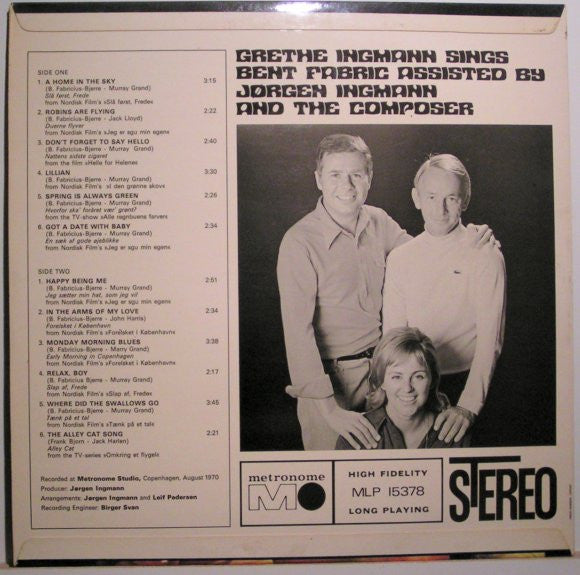 GRETHE INGMANN SINGS
BENT FABRIC ASSISTED BY
JØRGEN INGMANN
AND THE COMPOSER
SIDE ONE
1. A HOME IN THE SKY 3:15
(B. Fabricius-Bjerre - Murray Grand)
Slå først, Frede
from Nordisk Film's »Slå først, Frede«
2. ROBINS ARE FLYING 2:22
(B. Fabricius-Bjerre - Jack Lloyd)
Duerne flyver
from Nordisk Film's »Jeg er sgu min egen«
3. DON'T FORGET TO SAY HELLO 2:40
(B. Fabricius-Bjerre - Murray Grand)
Nattens sidste cigaret
from the film »Helle for Helene«
4. LILLIAN 3:30
(B. Fabricius-Bjerre - Murray Grand)
from Nordisk Film's »I den grønne skov«
5. SPRING IS ALWAYS GREEN 2:26
(B. Fabricius-Bjerre - Murray Grand)
Hvorfor ska' foråret vær' grønt?
from the TV-show »Alle regnbuens farver«
6. GOT A DATE WITH BABY 2:34
(B. Fabricius-Bjerre - Murray Grand)
En sæk af gode øjeblikke
from Nordisk Film's »Jeg er sgu min egen«
SIDE TWO
1. HAPPY BEING ME 2:51
(B. Fabricius-Bjerre - Murray Grand)
Jeg sætter min hat, som jeg vil
from Nordisk Film's »Jeg er sgu min egen«
2. IN THE ARMS OF MY LOVE 2:34
(B. Fabricius-Bjerre - John Harris)
Forelsket i København
from Nordisk Film's »Forelsket i København«
3. MONDAY MORNING BLUES 3:38
(B. Fabricius-Bjerre - Marry Grand)
Early Morning in Copenhagen
from Nordisk Film's »Forelsket i København«
4. RELAX, BOY 2:17
(B. Fabricius Bjerre - Murray Grand)
Slap af, Frede
from Nordisk Film's »Slap af, Frede«
5. WHERE DID THE SWALLOWS GO 3:45
(B. Fabricius-Bjerre - Murray Grand)
Tænk på et tal
from Nordisk Film's »Tænk på et tal«
6. THE ALLEY CAT SONG 2:21
(Frank Bjorn - Jack Harlen)
Alley Cat
from the TV-series »Omkring et flygel«
Recorded at Metronome Studio, Copenhagen, August 1970
Producer: Jørgen Ingmann
Arrangements: Jørgen Ingmann and Leif Pedersen
Recording Engineer: Birger Svan
metronome
M
HIGH FIDELITY
MLP 15378
LONG PLAYING
STEREO